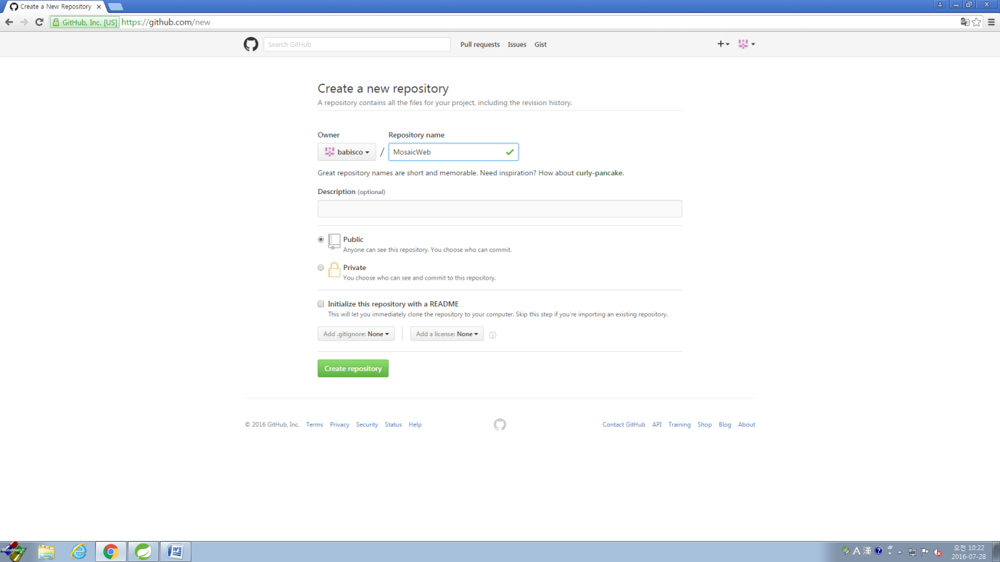 Create a New Repository
GitHub, Inc. [US] https://github.com/new
Search GitHub Pull requests Issues Gist
Create a new repository
A repository contains all the files for your project, including the revision history.
Owner Repository name
babisco / MosaicWeb
Great repository names are short and memorable. Need inspiration? How about curly-pancake.
Description (optional)
Public
Anyone can see this repository. You choose who can commit.
Private
You choose who can see and commit to this repository.
Initialize this repository with a README
This will let you immediately clone the repository to your computer. Skip this step if you're importing an existing repository.
Add .gitignore: None Add a license: None
Create repository
© 2016 GitHub, Inc. Terms Privacy Security Status Help Contact GitHub API Training Shop Blog About
Windows 7
A 漢 오전 10:22
2016-07-28